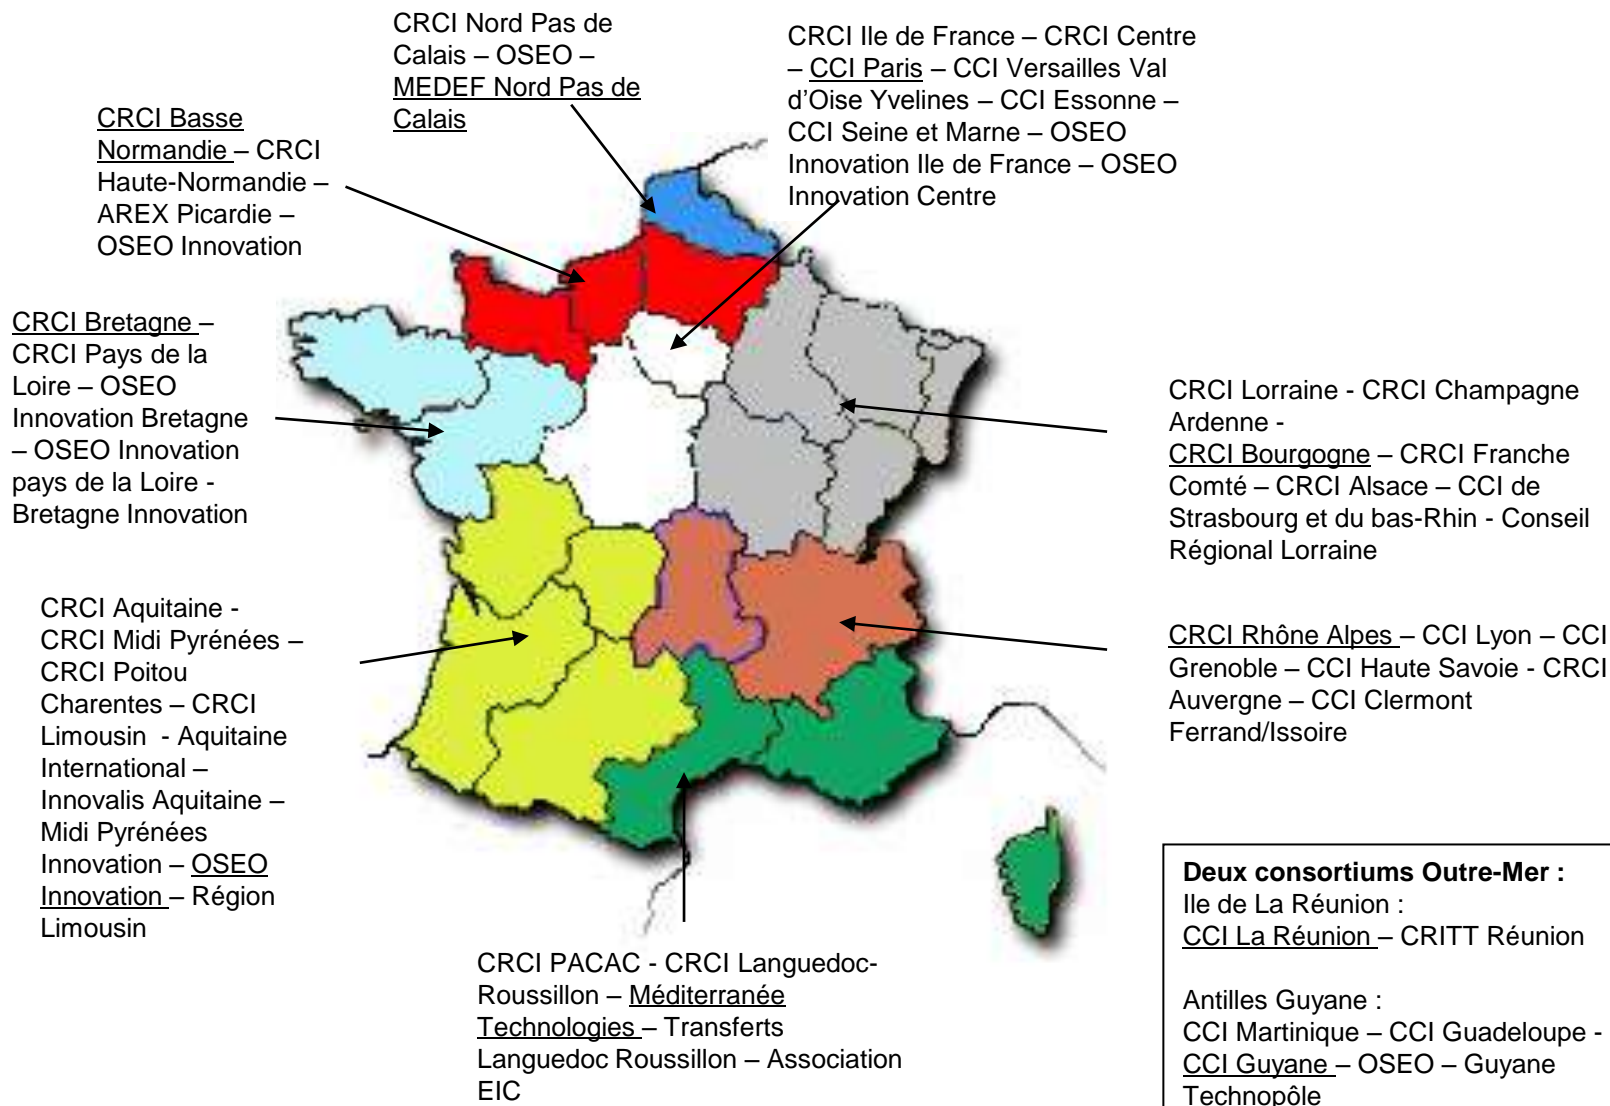 CRCI Nord Pas de
Calais – OSEO –
MEDEF Nord Pas de
Calais
CRCI Ile de France – CRCI Centre
– CCI Paris – CCI Versailles Val
d’Oise Yvelines – CCI Essonne –
CCI Seine et Marne – OSEO
Innovation Ile de France – OSEO
Innovation Centre
CRCI Basse
Normandie – CRCI
Haute-Normandie –
AREX Picardie –
OSEO Innovation
CRCI Bretagne –
CRCI Pays de la
Loire – OSEO
Innovation Bretagne
– OSEO Innovation
pays de la Loire -
Bretagne Innovation
CRCI Lorraine - CRCI Champagne
Ardenne -
CRCI Bourgogne – CRCI Franche
Comté – CRCI Alsace – CCI de
Strasbourg et du bas-Rhin - Conseil
Régional Lorraine
CRCI Aquitaine -
CRCI Midi Pyrénées –
CRCI Poitou
Charentes – CRCI
Limousin - Aquitaine
International –
Innovalis Aquitaine –
Midi Pyrénées
Innovation – OSEO
Innovation – Région
Limousin
CRCI Rhône Alpes – CCI Lyon – CCI
Grenoble – CCI Haute Savoie - CRCI
Auvergne – CCI Clermont
Ferrand/Issoire
CRCI PACAC - CRCI Languedoc-
Roussillon – Méditerranée
Technologies – Transferts
Languedoc Roussillon – Association
EIC
Deux consortiums Outre-Mer :
Ile de La Réunion :
CCI La Réunion – CRITT Réunion
Antilles Guyane :
CCI Martinique – CCI Guadeloupe -
CCI Guyane – OSEO – Guyane
Technopôle